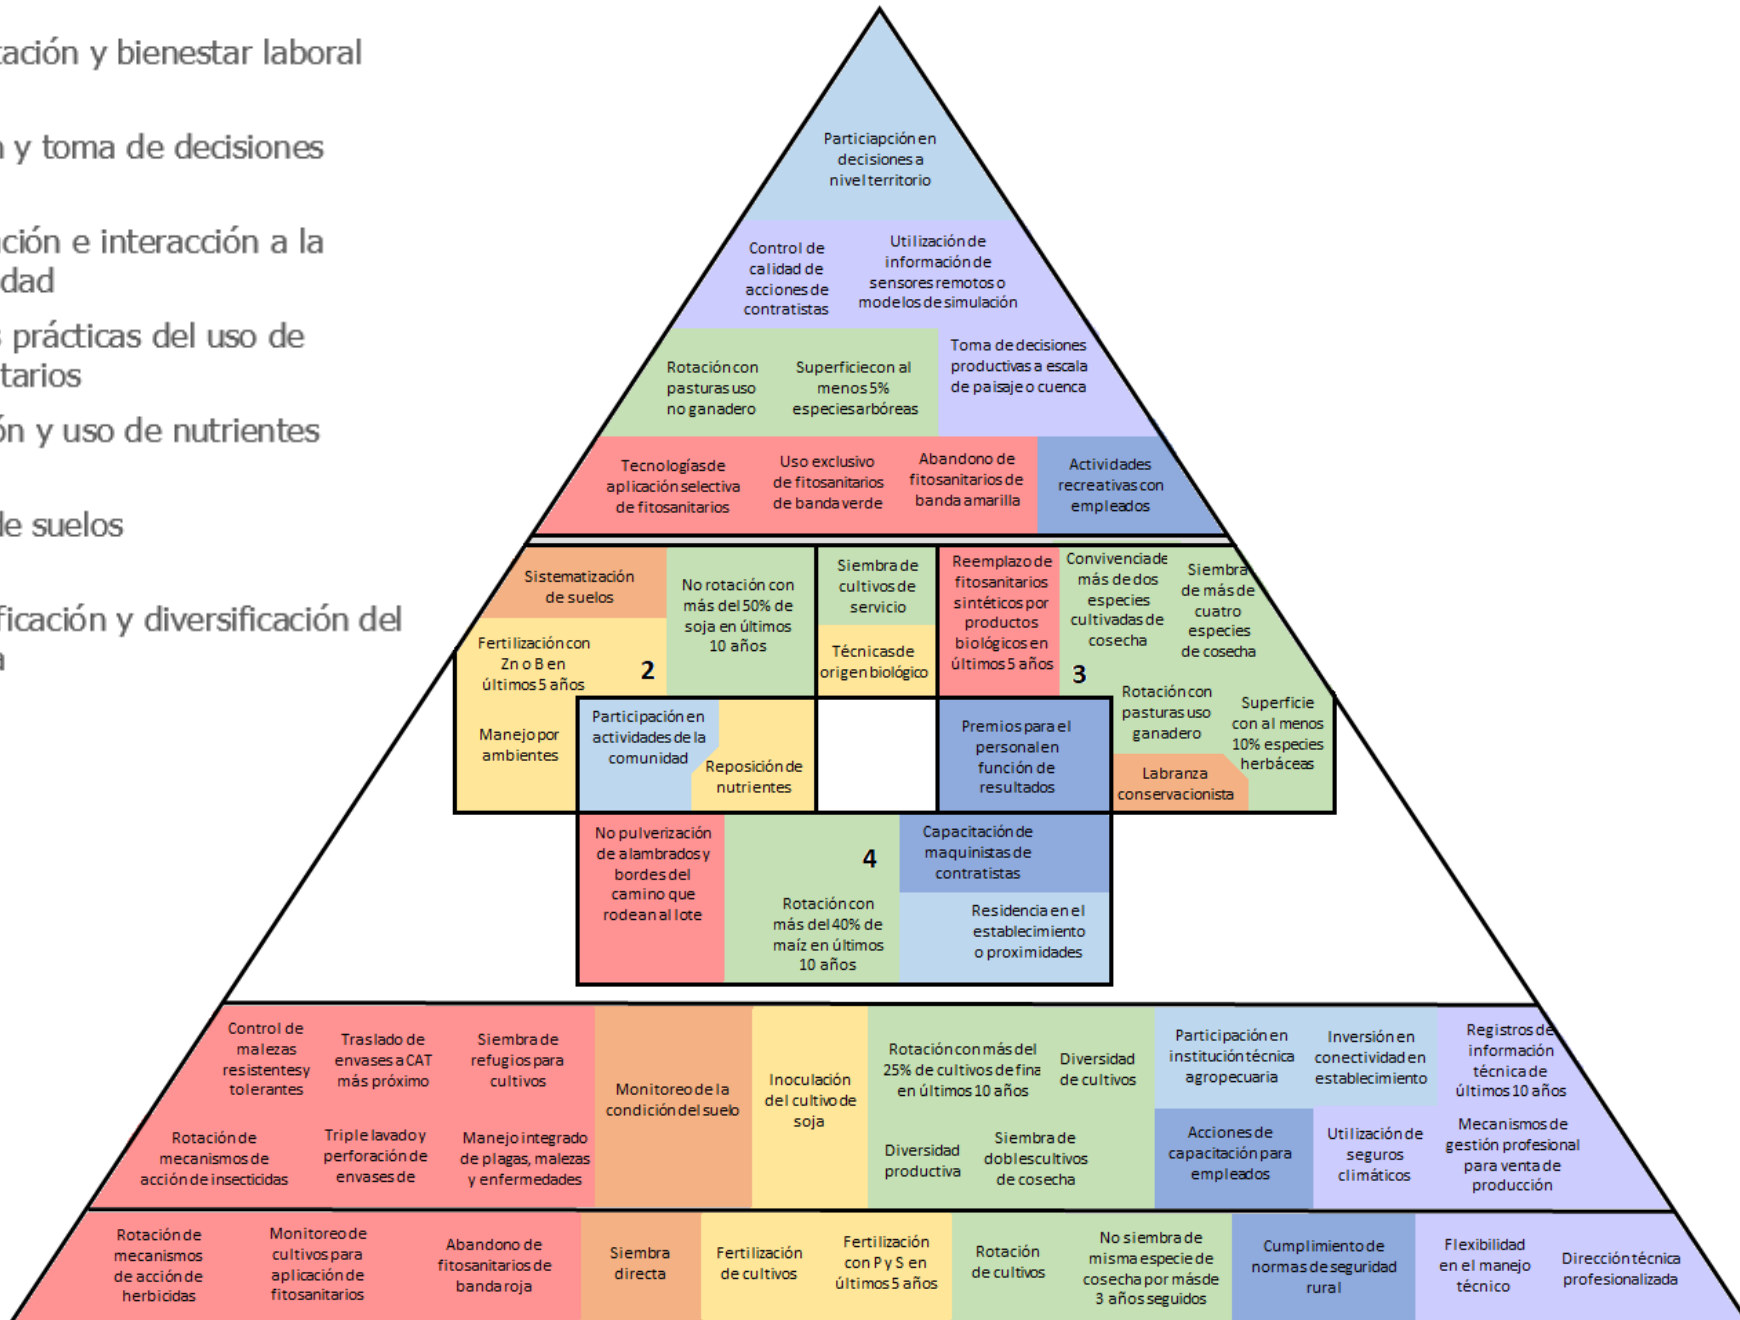 tación y bienestar laboral
n y toma de decisiones
ción e interacción a la
dad
s prácticas del uso de
tarios
ón y uso de nutrientes
de suelos
ificación y diversificación del
a
Particiapción en
decisiones a
nivel territorio
Control de
calidad de
acciones de
contratistas
Utilización de
información de
sensores remotos o
modelos de simulación
Rotación con
pasturas uso
no ganadero
Superficie con al
menos 5%
especies arbóreas
Toma de decisiones
productivas a escala
de paisaje o cuenca
Tecnologías de
aplicación selectiva
de fitosanitarios
Uso exclusivo
de fitosanitarios
de banda verde
Abandono de
fitosanitarios de
banda amarilla
Actividades
recreativas con
empleados
Sistematización
de suelos
Fertilización con
Zn o B en
últimos 5 años
2
Manejo por
ambientes
No rotación con
más del 50% de
soja en últimos
10 años
Siembra de
cultivos de
servicio
Técnicas de
origen biológico
Reemplazo de
fitosanitarios
sintéticos por
productos
biológicos en
últimos 5 años
Convivencia de
más de dos
especies
cultivadas de
cosecha
3
Siembra
de más de
cuatro
especies
de cosecha
Rotación con
pasturas uso
ganadero
Superficie
con al menos
10% especies
herbáceas
Labranza
conservacionista
Participación en
actividades de la
comunidad
Reposición de
nutrientes
Premios para el
personal en
función de
resultados
No pulverización
de alambrados y
bordes del
camino que
rodean al lote
4
Rotación con
más del 40% de
maíz en últimos
10 años
Capacitación de
maquinistas de
contratistas
Residencia en el
establecimiento
o proximidades
Control de
malezas
resistentes y
tolerantes
Traslado de
envases a CAT
más próximo
Siembra de
refugios para
cultivos
Rotación de
mecanismos de
acción de insecticidas
Triple lavado y
perforación de
envases de
Manejo integrado
de plagas, malezas
y enfermedades
Monitoreo de la
condición del suelo
Inoculación
del cultivo de
soja
Rotación con más del
25% de cultivos de fina
en últimos 10 años
Diversidad
de cultivos
Diversidad
productiva
Siembra de
doblescultivos
de cosecha
Participación en
institución técnica
agropecuaria
Inversión en
conectividad en
establecimiento
Registros de
información
técnica de
últimos 10 años
Acciones de
capacitación para
empleados
Utilización de
seguros
climáticos
Mecanismos de
gestión profesional
para venta de
producción
Rotación de
mecanismos
de acción de
herbicidas
Monitoreo de
cultivos para
aplicación de
fitosanitarios
Abandono de
fitosanitarios de
banda roja
Siembra
directa
Fertilización
de cultivos
Fertilización
con P y S en
últimos 5 años
Rotación
de cultivos
No siembra de
misma especie de
cosecha por más de
3 años seguidos
Cumplimiento de
normas de seguridad
rural
Flexibilidad
en el manejo
técnico
Dirección técnica
profesionalizada